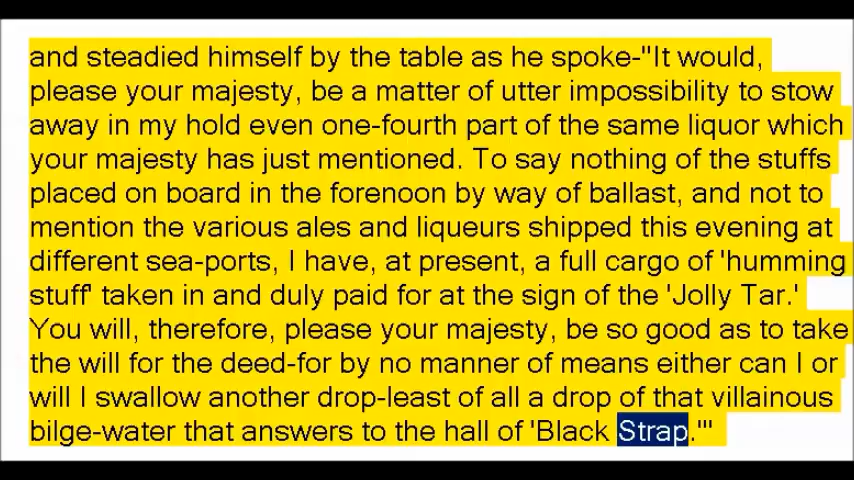 and steadied himself by the table as he spoke-"It would,
please your majesty, be a matter of utter impossibility to stow
away in my hold even one-fourth part of the same liquor which
your majesty has just mentioned. To say nothing of the stuffs
placed on board in the forenoon by way of ballast, and not to
mention the various ales and liqueurs shipped this evening at
different sea-ports, I have, at present, a full cargo of 'humming
stuff' taken in and duly paid for at the sign of the 'Jolly Tar.'
You will, therefore, please your majesty, be so good as to take
the will for the deed-for by no manner of means either can I or
will I swallow another drop-least of all a drop of that villainous
bilge-water that answers to the hall of 'Black Strap.'"